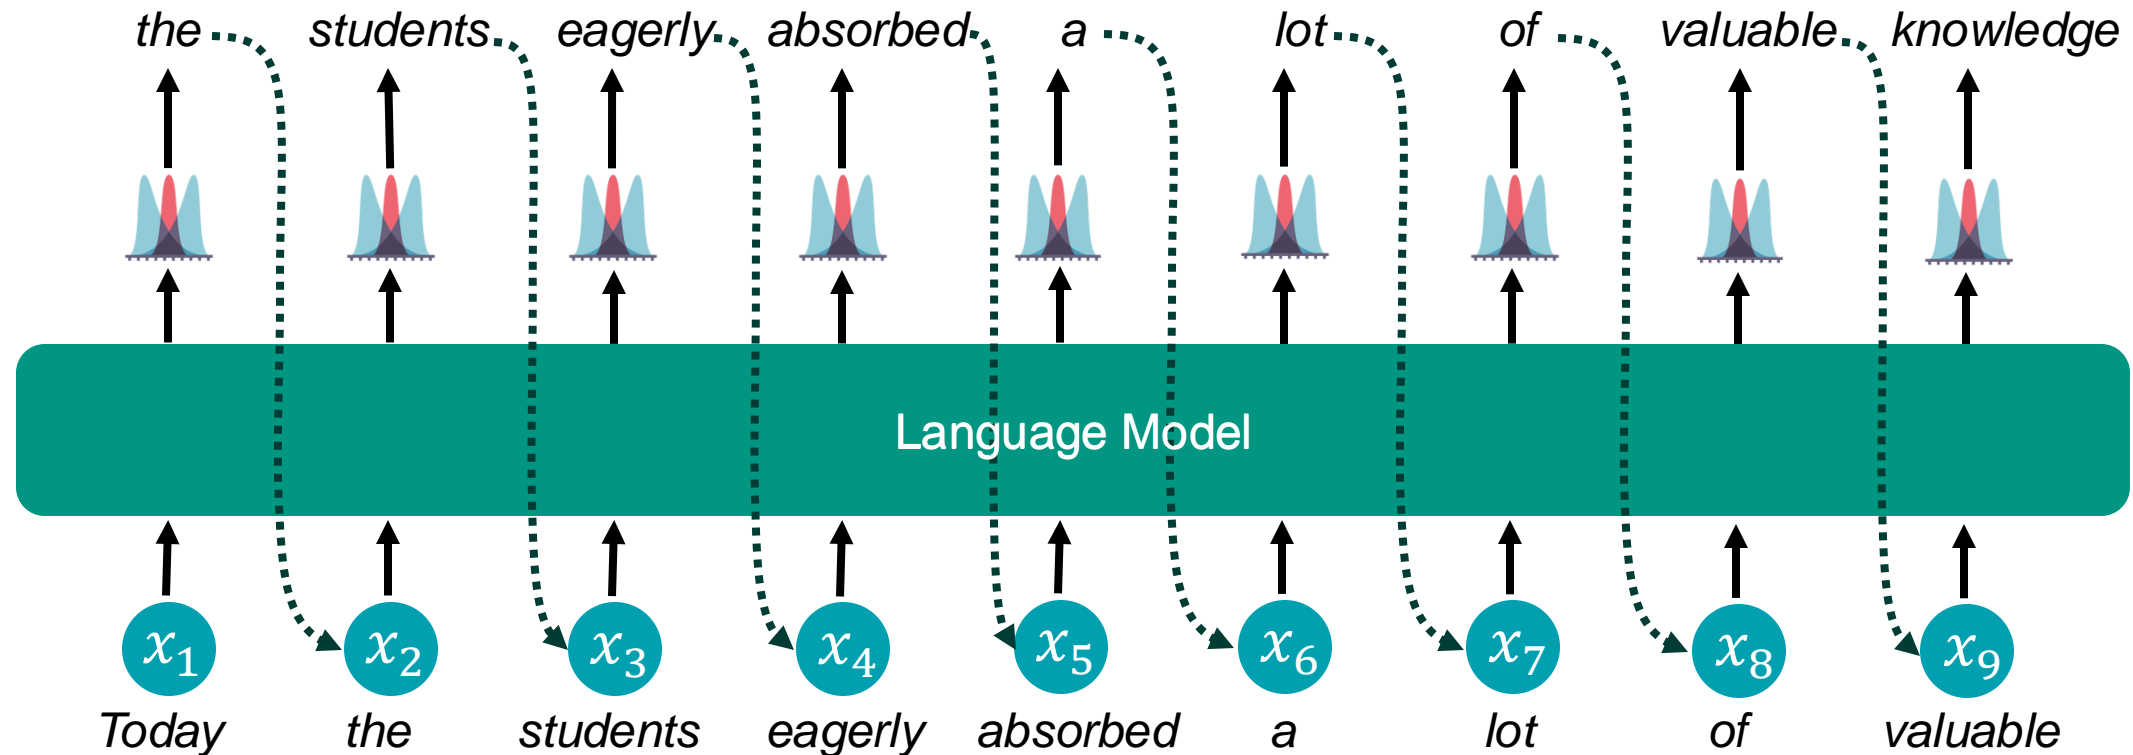 the students eagerly absorbed a lot of valuable knowledge
Language Model
x₁ x₂ x₃ x₄ x₅ x₆ x₇ x₈ x₉
Today the students eagerly absorbed a lot of valuable